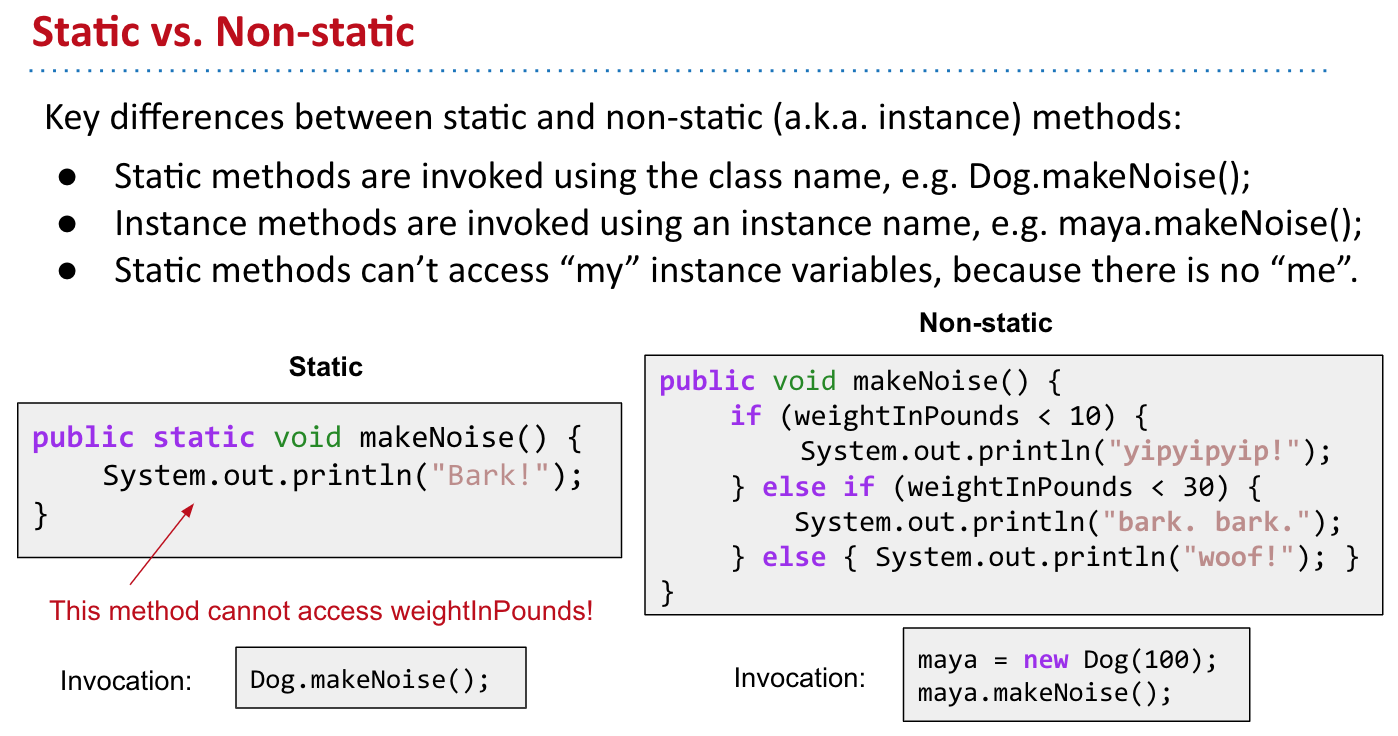 Static vs. Non-static
Key differences between static and non-static (a.k.a. instance) methods:
● Static methods are invoked using the class name, e.g. Dog.makeNoise();
● Instance methods are invoked using an instance name, e.g. maya.makeNoise();
● Static methods can’t access “my” instance variables, because there is no “me”.
Static
public static void makeNoise() {
    System.out.println("Bark!");
}
This method cannot access weightInPounds!
Invocation:
Dog.makeNoise();
Non-static
public void makeNoise() {
    if (weightInPounds < 10) {
        System.out.println("yipyipyip!");
    } else if (weightInPounds < 30) {
        System.out.println("bark. bark.");
    } else { System.out.println("woof!"); }
}
Invocation:
maya = new Dog(100);
maya.makeNoise();